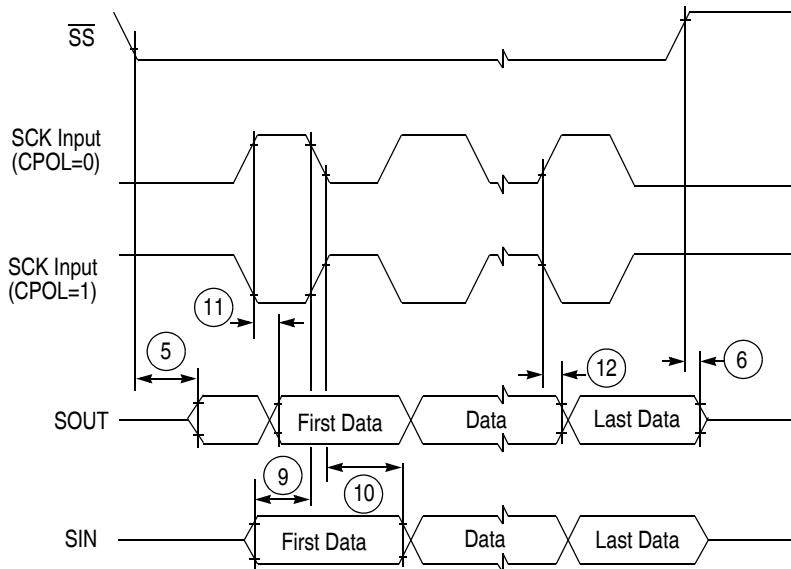 SS
SCK Input
(CPOL=0)
SCK Input
(CPOL=1)
11
5
12
6
SOUT
First Data
Data
Last Data
9
10
SIN
First Data
Data
Last Data